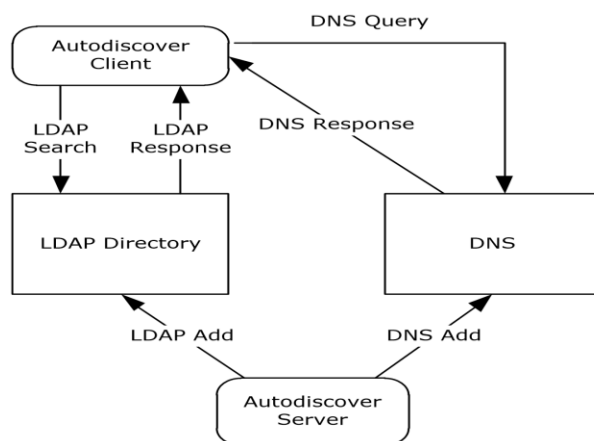 DNS Query
Autodiscover
Client
DNS Response
LDAP
Search
LDAP
Response
LDAP Directory
DNS
LDAP Add
DNS Add
Autodiscover
Server